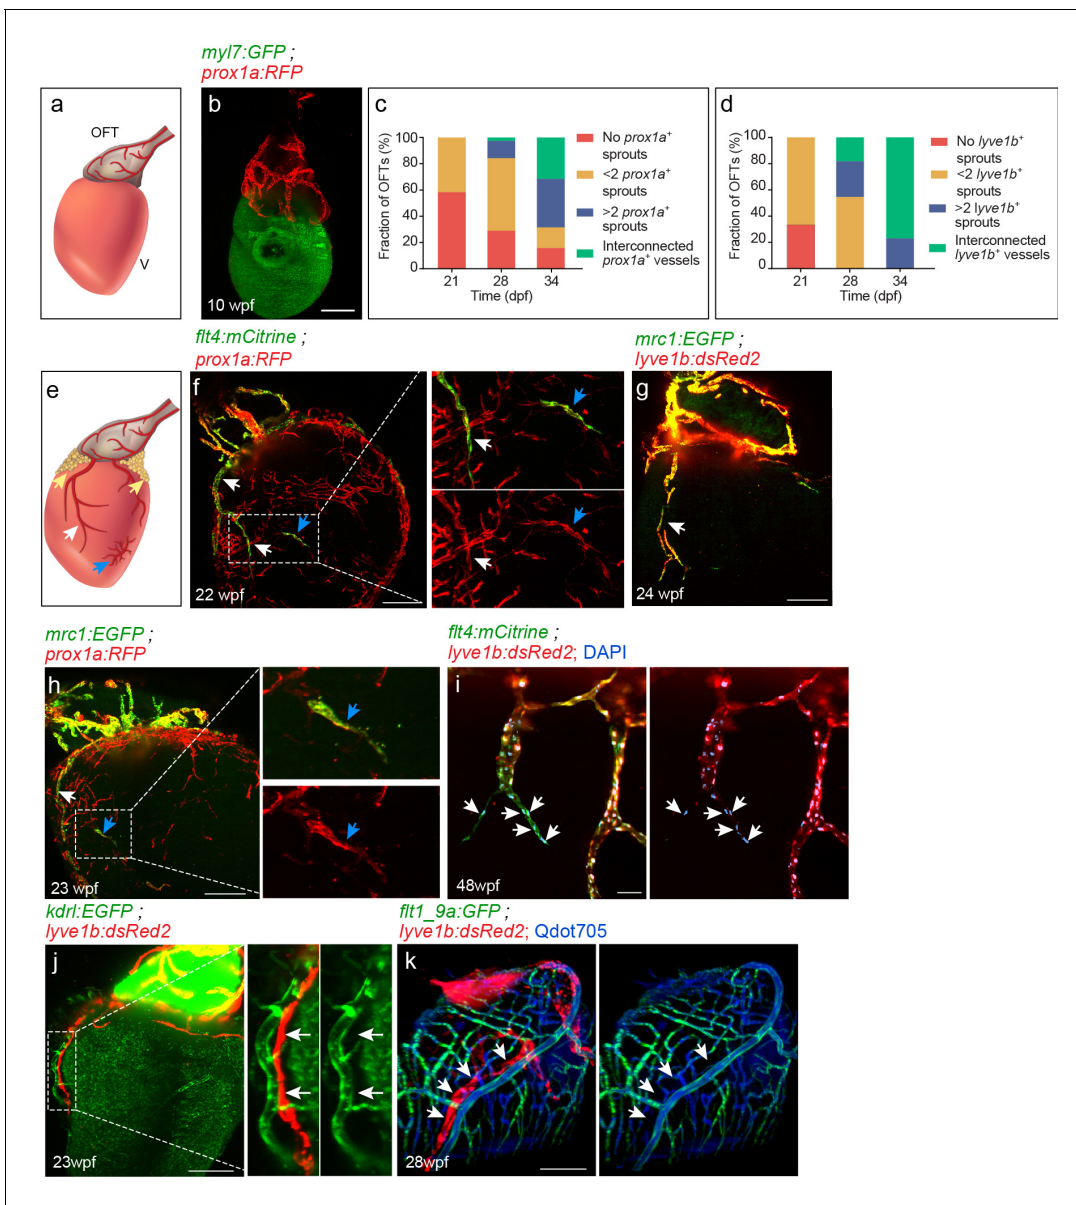 myl7:GFP ;
prox1a:RFP
a
OFT
V
b
10 wpf
c
Fraction of OFTs (%)
100
80
60
40
20
0
21
28
34
Time (dpf)
No prox1a⁺
sprouts
<2 prox1a⁺
sprouts
>2 prox1a⁺
sprouts
Interconnected
prox1a⁺ vessels
d
Fraction of OFTs (%)
100
80
60
40
20
0
21
28
34
Time (dpf)
No lyve1b⁺
sprouts
<2 lyve1b⁺
sprouts
>2 lyve1b⁺
sprouts
Interconnected
lyve1b⁺ vessels
e
flt4:mCitrine ;
prox1a:RFP
f
22 wpf
mrc1:EGFP ;
lyve1b:dsRed2
g
24 wpf
mrc1:EGFP ;
prox1a:RFP
h
23 wpf
flt4:mCitrine ;
lyve1b:dsRed2; DAPI
i
48wpf
kdrl:EGFP ;
lyve1b:dsRed2
j
23wpf
flt1_9a:GFP ;
lyve1b:dsRed2; Qdot705
k
28wpf